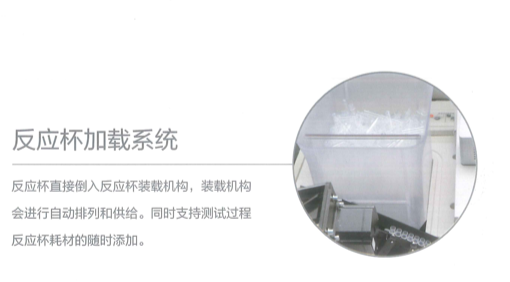 反应杯加载系统
反应杯直接倒入反应杯装载机构，装载机构
会进行自动排列和供给。同时支持测试过程
反应杯耗材的随时添加。